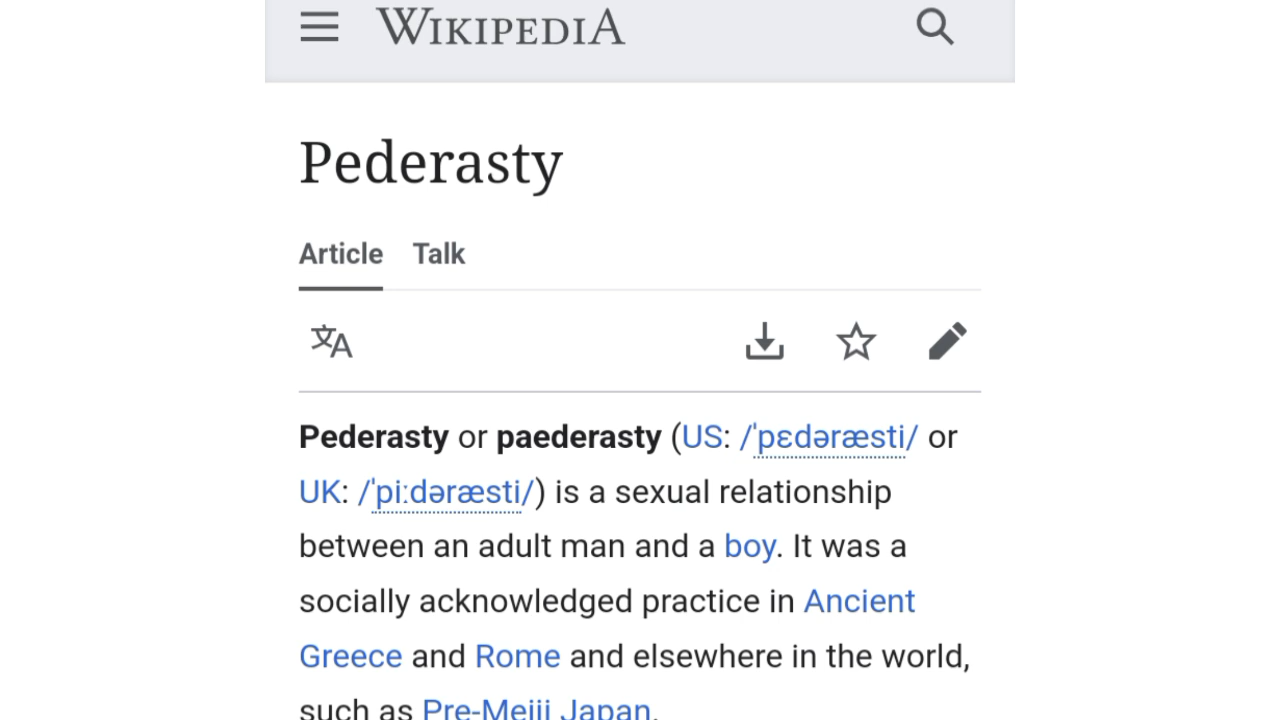 WIKIPEDIA
Pederasty
Article Talk
Pederasty or paederasty (US: /ˈpɛdəræsti/ or
UK: /ˈpiːdəræsti/) is a sexual relationship
between an adult man and a boy. It was a
socially acknowledged practice in Ancient
Greece and Rome and elsewhere in the world,
such as Pre-Meiji Japan.